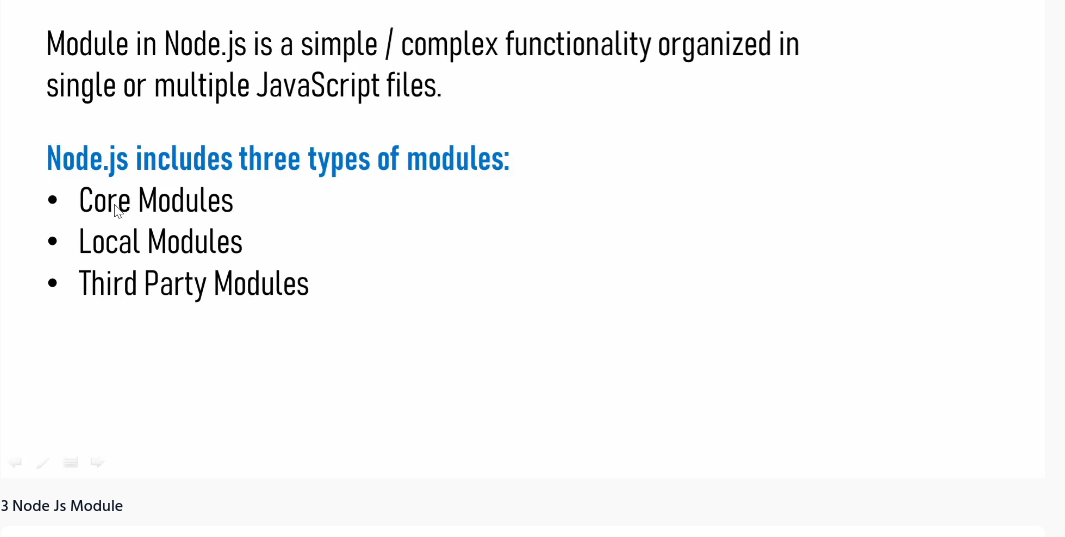 Module in Node.js is a simple / complex functionality organized in
single or multiple JavaScript files.
Node.js includes three types of modules:
• Core Modules
• Local Modules
• Third Party Modules
3 Node Js Module